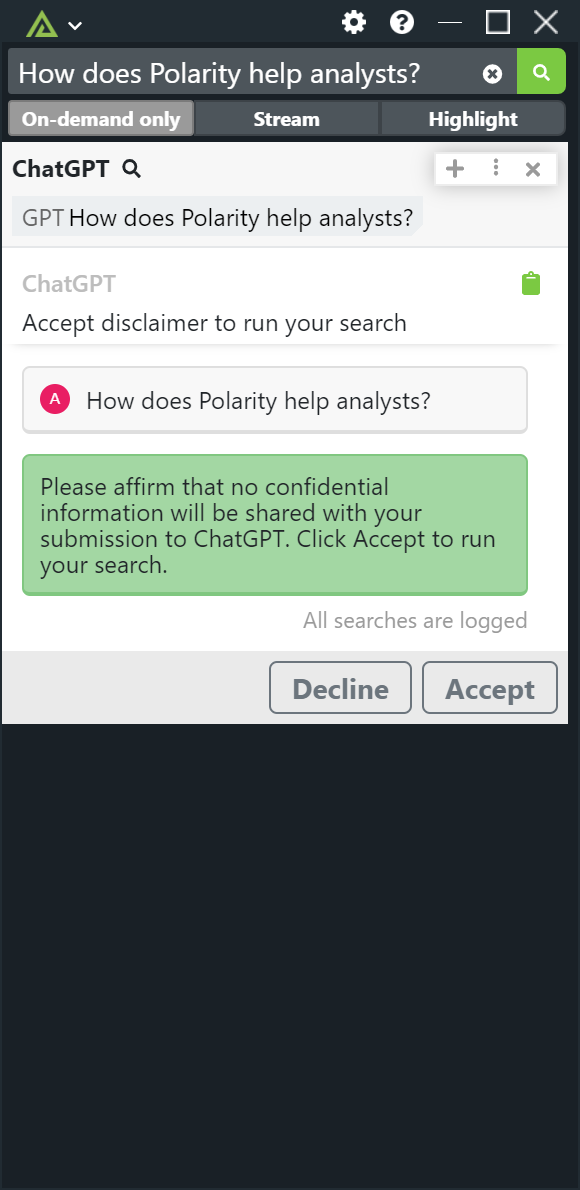 How does Polarity help analysts?
On-demand only
Stream
Highlight
ChatGPT
GPT How does Polarity help analysts?
ChatGPT
Accept disclaimer to run your search
A How does Polarity help analysts?
Please affirm that no confidential
information will be shared with your
submission to ChatGPT. Click Accept to run
your search.
All searches are logged
Decline
Accept